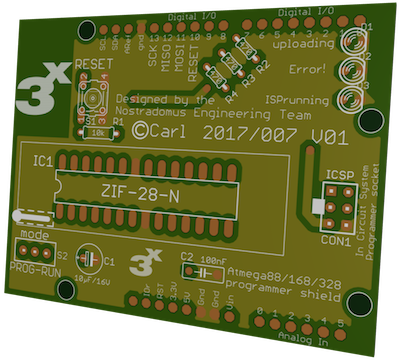 Digital I/O
Digital I/O
SCL
SDA
ARef
gnd
13 12 11 10 9 8
7 6 5 4 3 2 1 0
SCK
MISO
MOSI
RESET
uploading
Error!
ISPrunning
RESET
3x
S1
R1
10k
R4
R3
R2
Designed by the
Nostradomus Engineering Team
©Carl 2017/007 V01
IC1
ZIF-28-N
ICSP
CON1
In Circuit System
Programmer socket
mode
PROG-RUN
S2
C1
10µF/16V
3x
C2 100nF
Atmega88/168/328
programmer shield
IOr
RST
3.3V
5V
Gnd
Gnd
Vin
0 1 2 3 4 5
Analog In